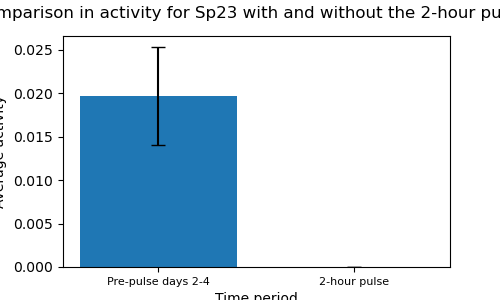 mparison in activity for Sp23 with and without the 2-hour pu
Average activity
0.025
0.020
0.015
0.010
0.005
0.000
Pre-pulse days 2-4
2-hour pulse
Time period